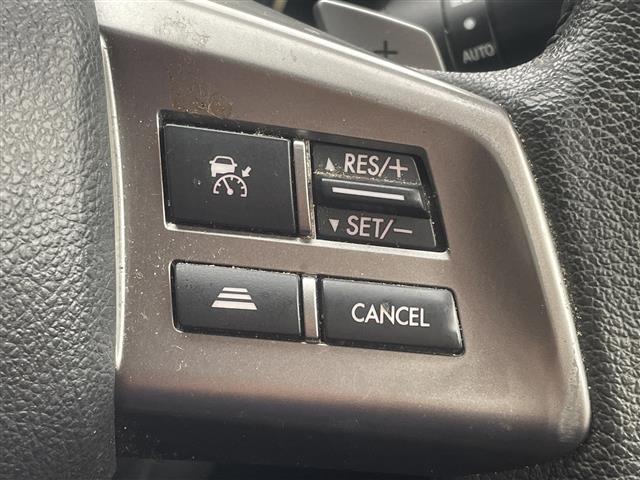 +
AUTO
▲ RES/+
▼ SET/−
CANCEL